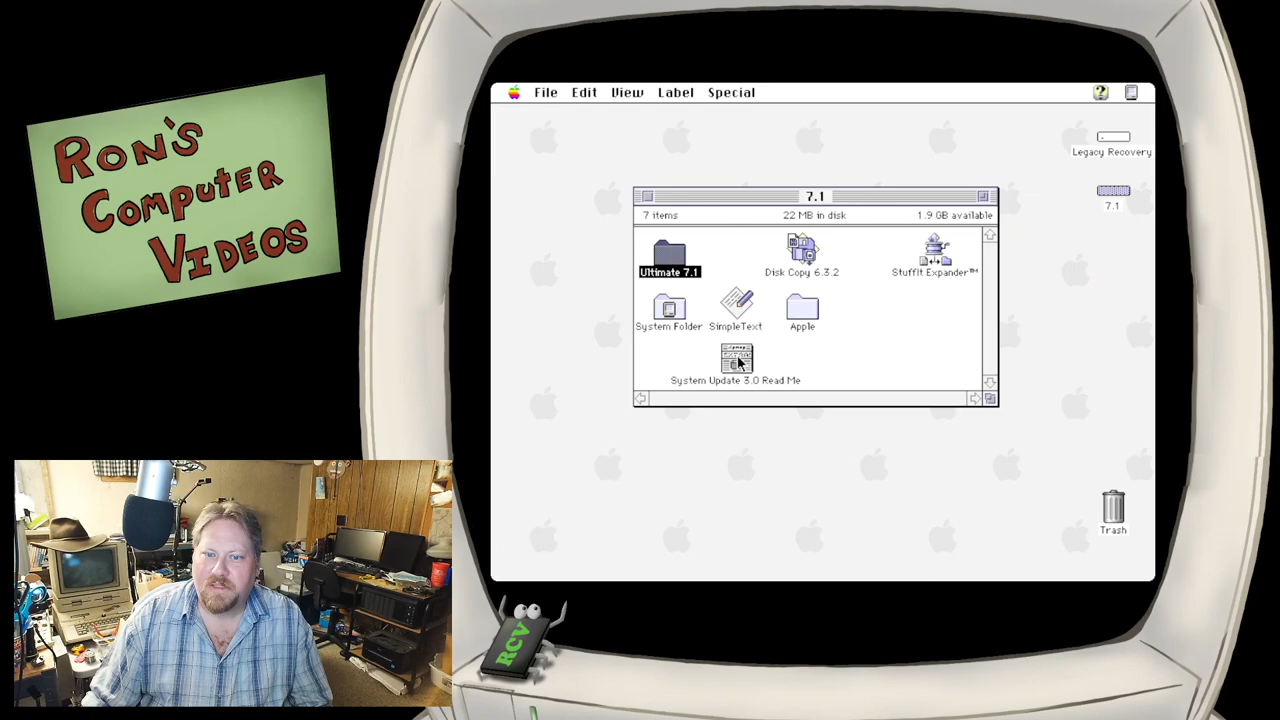 Ron's
Computer
Videos
File Edit View Label Special
Legacy Recovery
7.1
7.1
7 items 22 MB in disk 1.9 GB available
Ultimate 7.1
Disk Copy 6.3.2
StuffIt Expander™
System Folder
SimpleText
Apple
System Update 3.0 Read Me
Trash
RCV